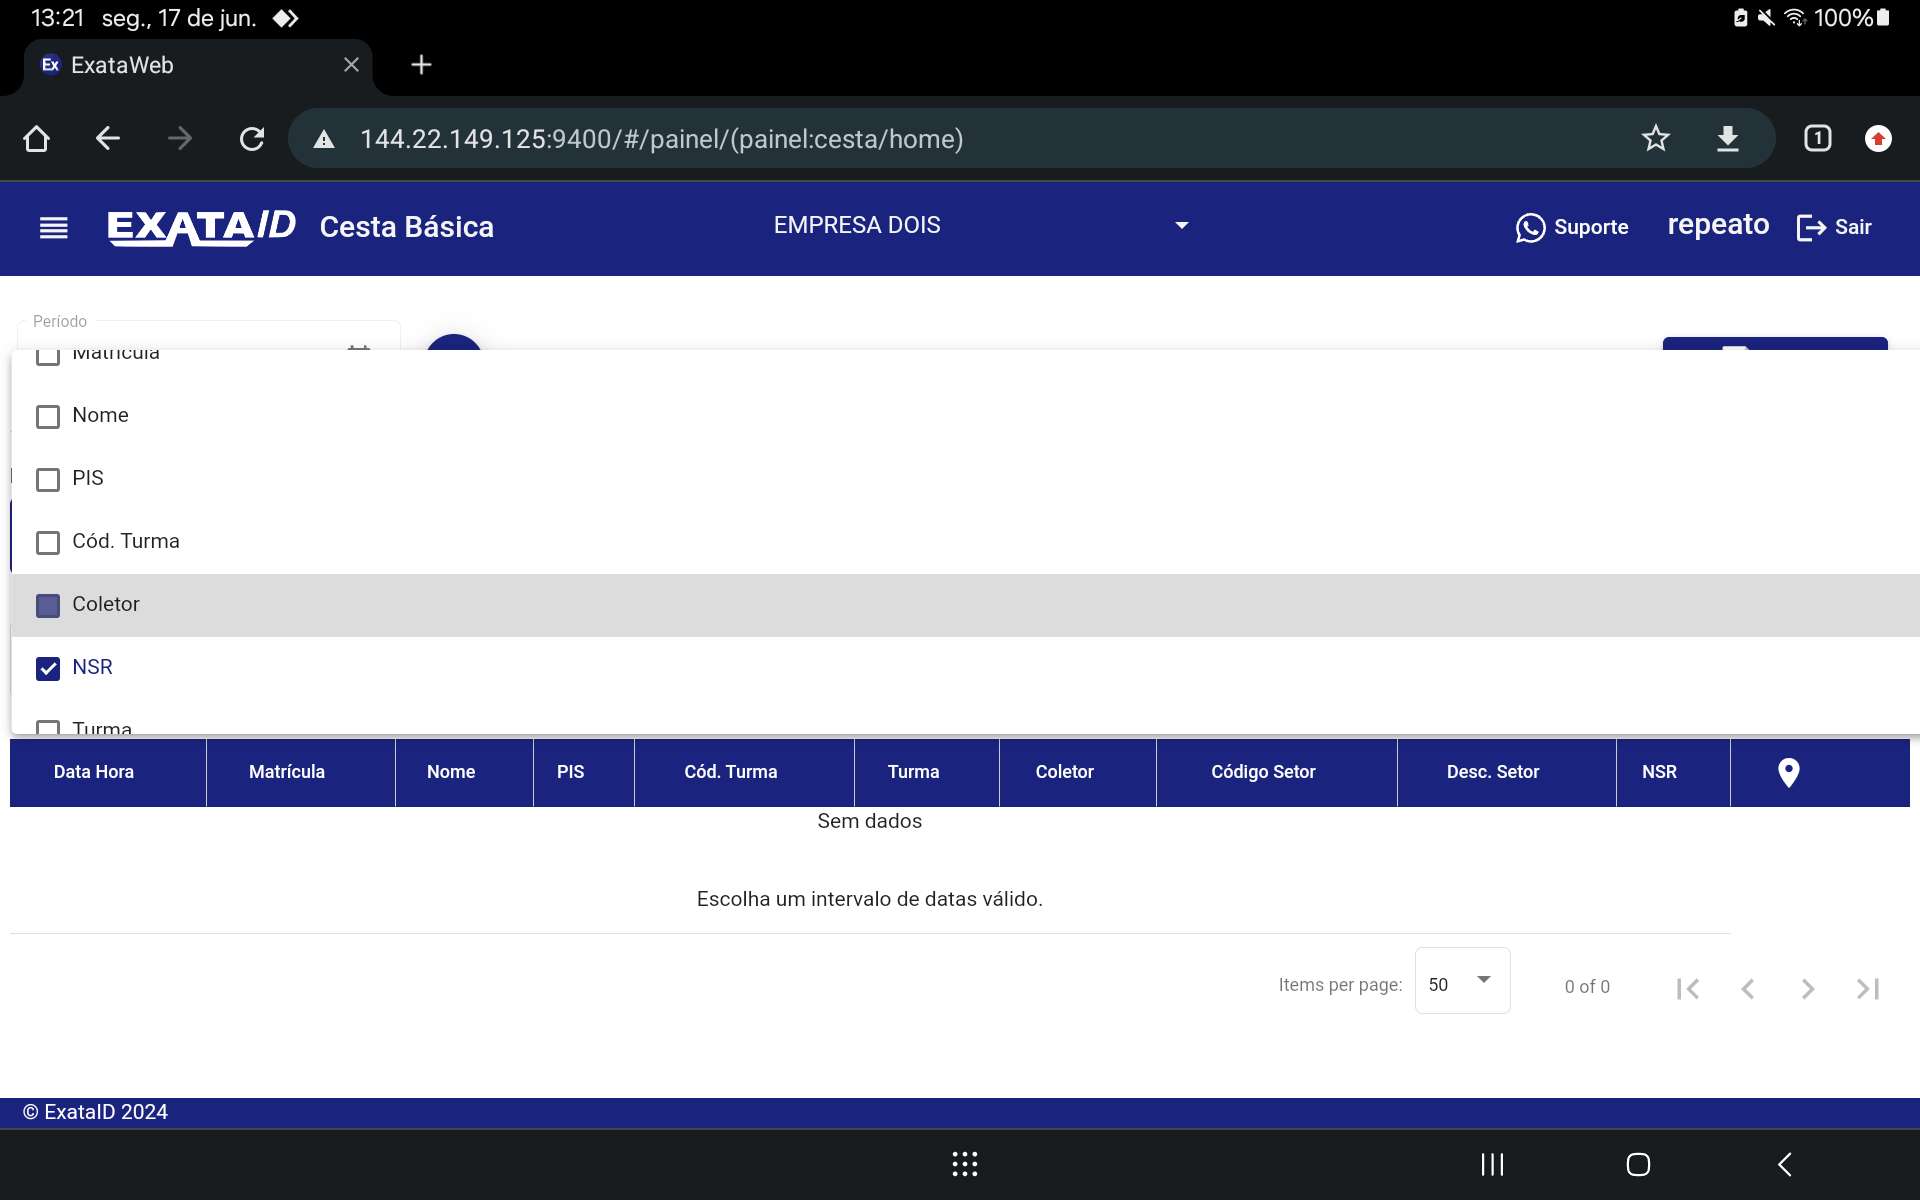 13:21 seg., 17 de jun. 100%
Ex ExataWeb
144.22.149.125:9400/#/painel/(painel:cesta/home) 1
EXATAID Cesta Básica EMPRESA DOIS Suporte repeato Sair
Período
Matrícula
Nome
PIS
Cód. Turma
Coletor
NSR
Turma
Data Hora Matrícula Nome PIS Cód. Turma Turma Coletor Código Setor Desc. Setor NSR
Sem dados
Escolha um intervalo de datas válido.
Items per page: 50 0 of 0
© ExataID 2024